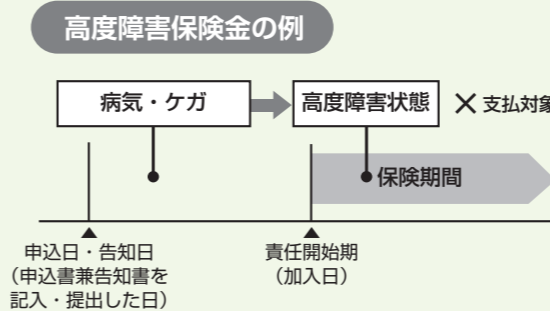 高度障害保険金の例
病気・ケガ
高度障害状態
✕ 支払対象
保険期間
申込日・告知日
（申込書兼告知書を
記入・提出した日）
責任開始期
（加入日）